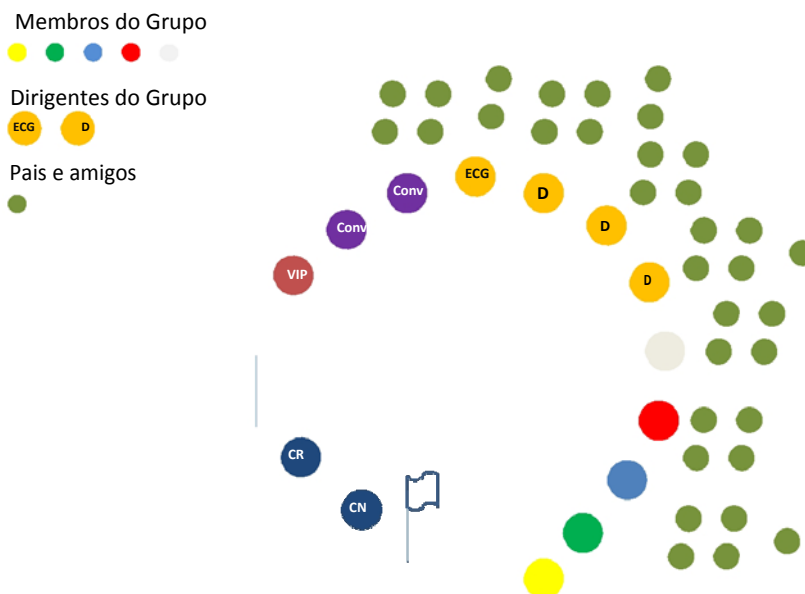 Membros do Grupo
Dirigentes do Grupo
ECG D
Pais e amigos
ECG
Conv
D
Conv
D
VIP
D
CR
CN